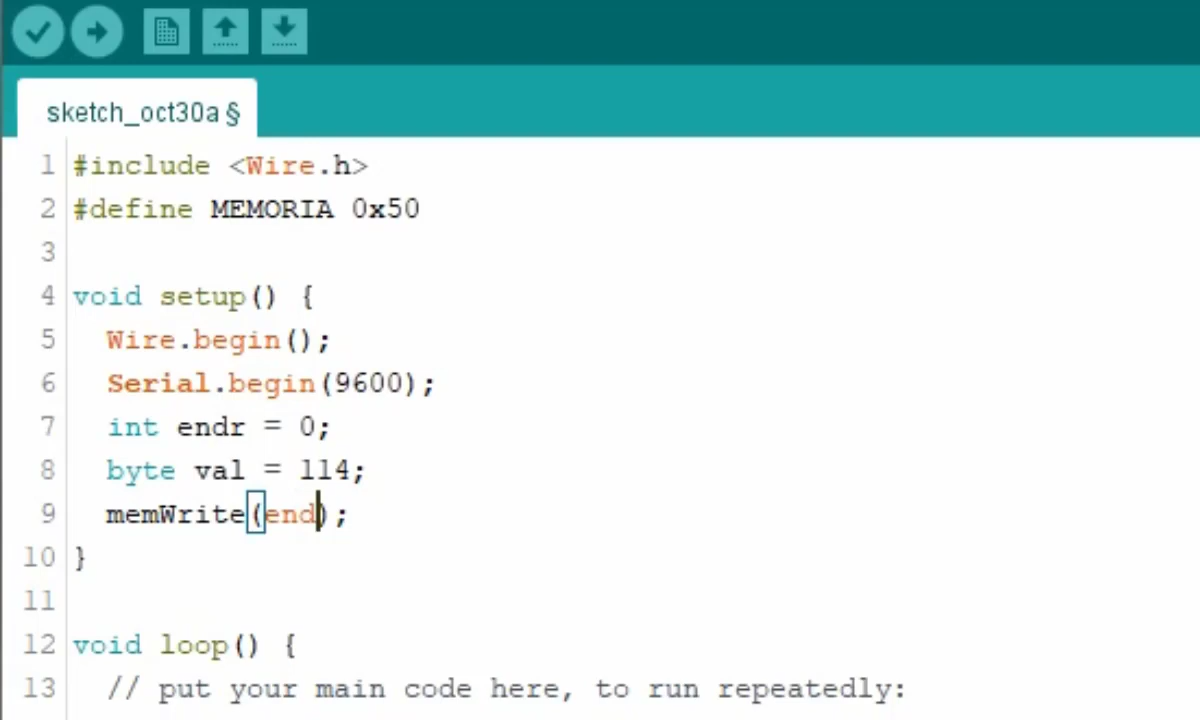 sketch_oct30a §
1 #include <Wire.h>
2 #define MEMORIA 0x50
3
4 void setup() {
5 Wire.begin();
6 Serial.begin(9600);
7 int endr = 0;
8 byte val = 114;
9 memWrite(end);
10 }
11
12 void loop() {
13 // put your main code here, to run repeatedly: